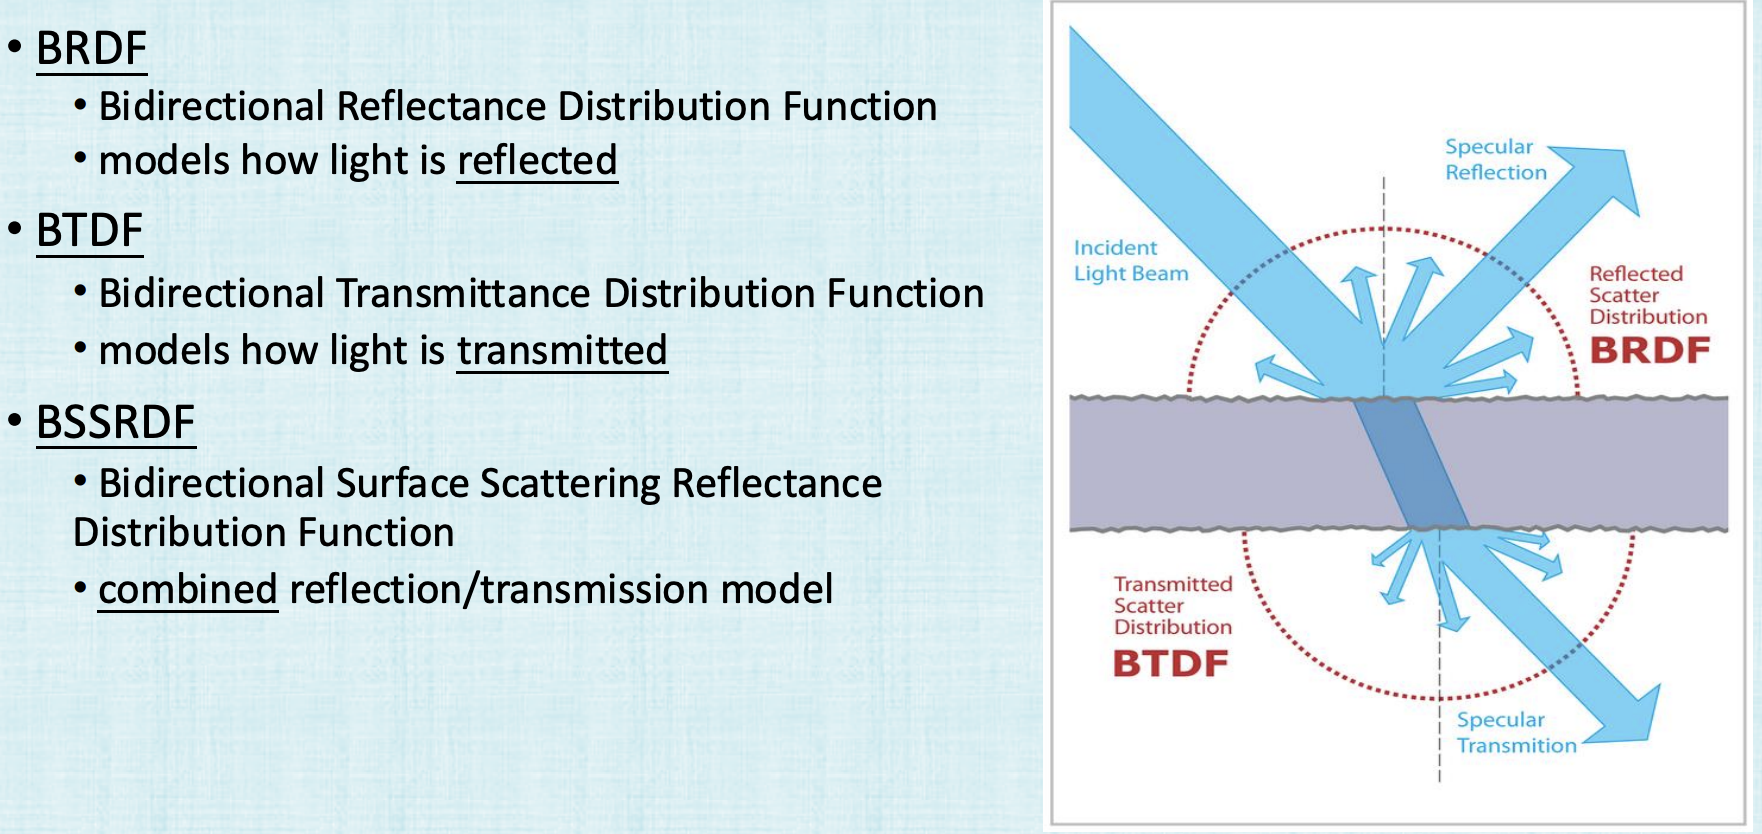 • BRDF
• Bidirectional Reflectance Distribution Function
• models how light is reflected
• BTDF
• Bidirectional Transmittance Distribution Function
• models how light is transmitted
• BSSRDF
• Bidirectional Surface Scattering Reflectance
Distribution Function
• combined reflection/transmission model
Specular
Reflection
Incident
Light Beam
Reflected
Scatter
Distribution
BRDF
Transmitted
Scatter
Distribution
BTDF
Specular
Transmition